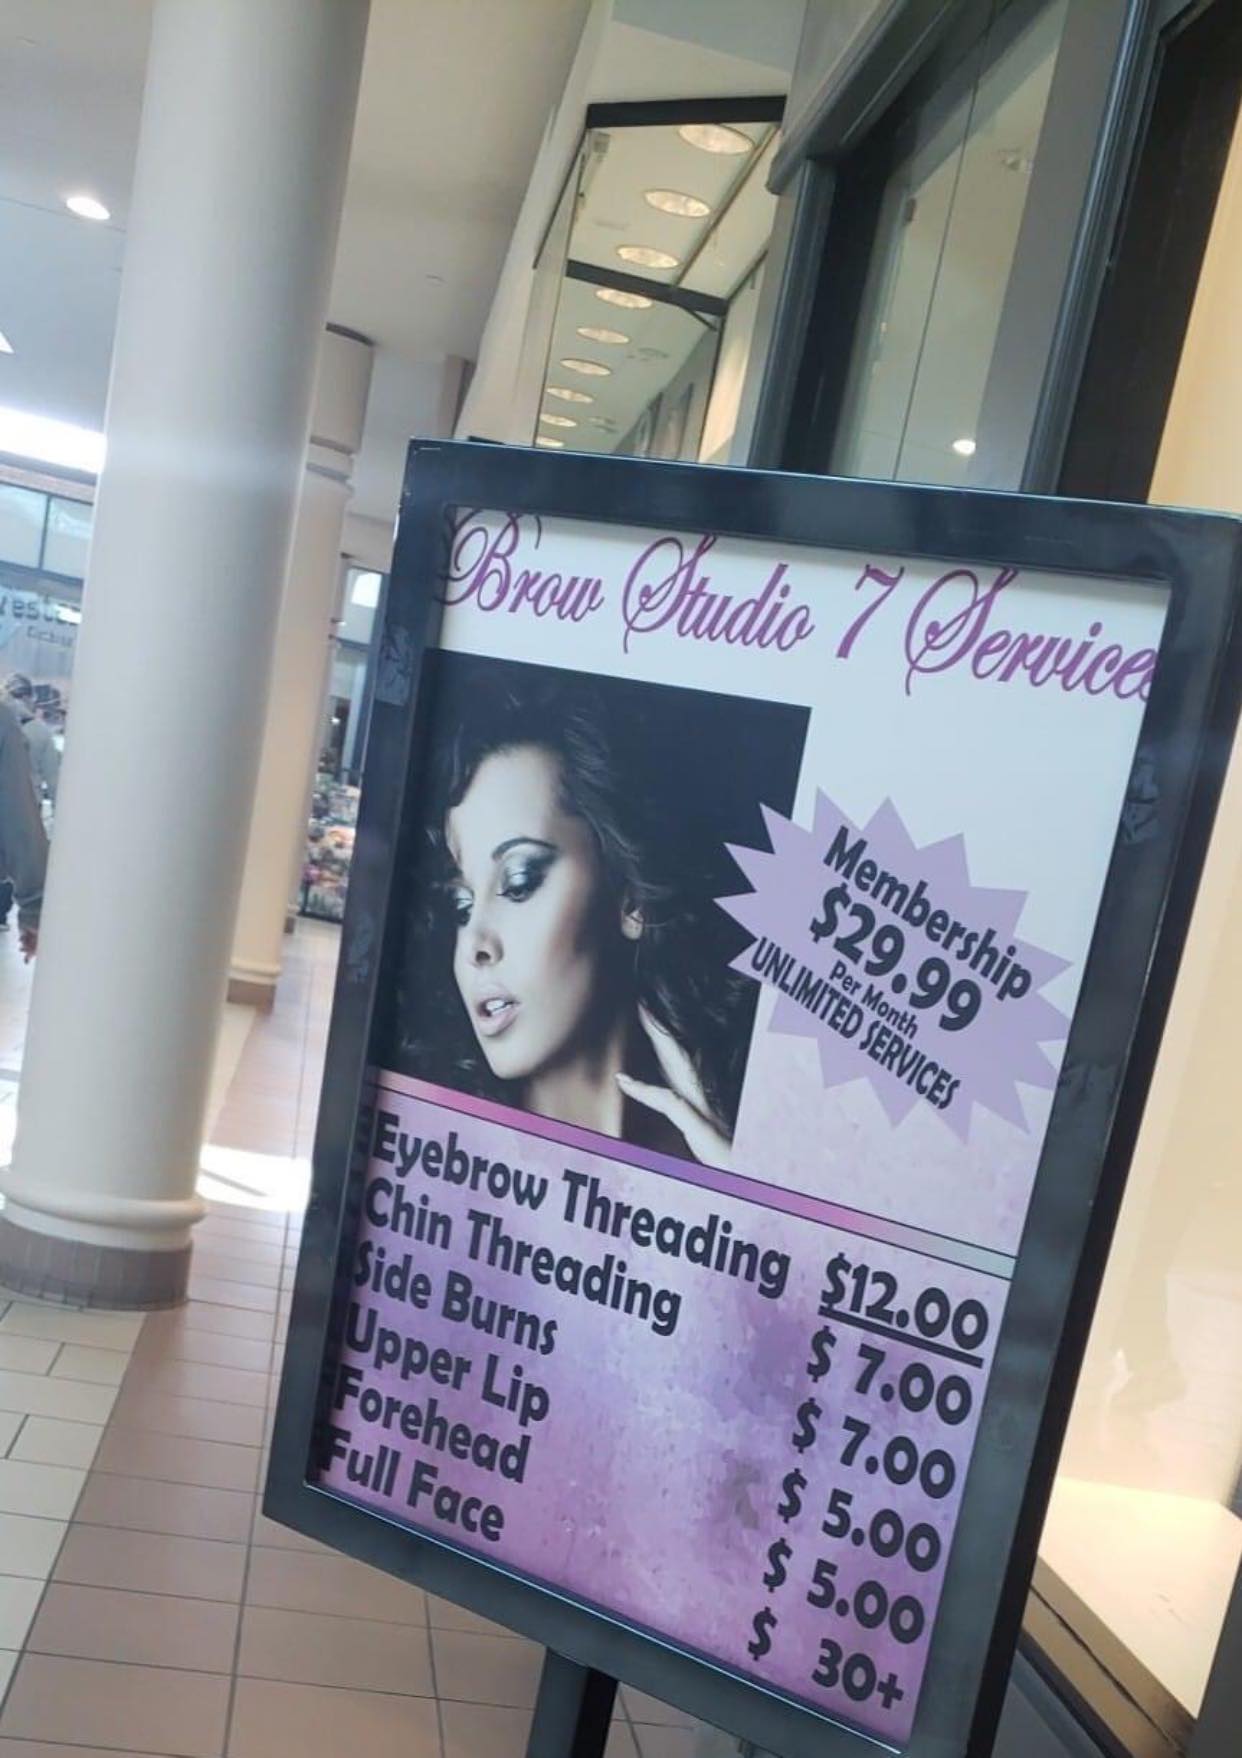 Brow Studio 7 Services
Membership
$29.99
Per Month
UNLIMITED SERVICES
Eyebrow Threading $12.00
Chin Threading $ 7.00
Side Burns $ 7.00
Upper Lip $ 5.00
Forehead $ 5.00
Full Face $ 30+